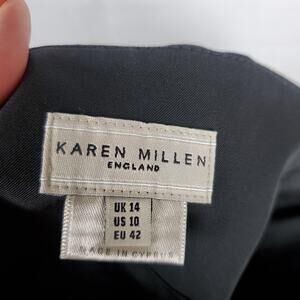 KAREN MILLEN
ENGLAND
UK 14
US 10
EU 42
MADE IN CYPRUS